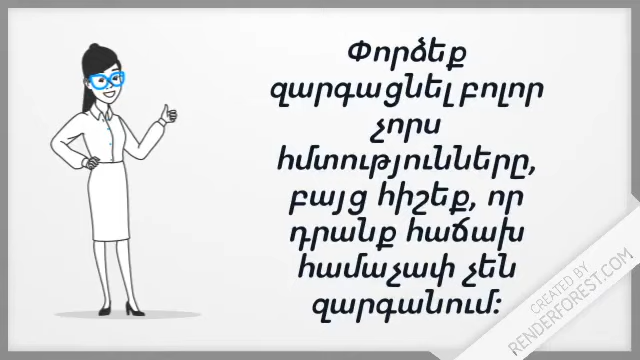 Փորձեք
զարգացնել բոլոր
չորս
հմտությունները,
բայց հիշեք, որ
դրանք հաճախ
համաչափ չեն
զարգանում:
CREATED BY
RENDERFOREST.COM